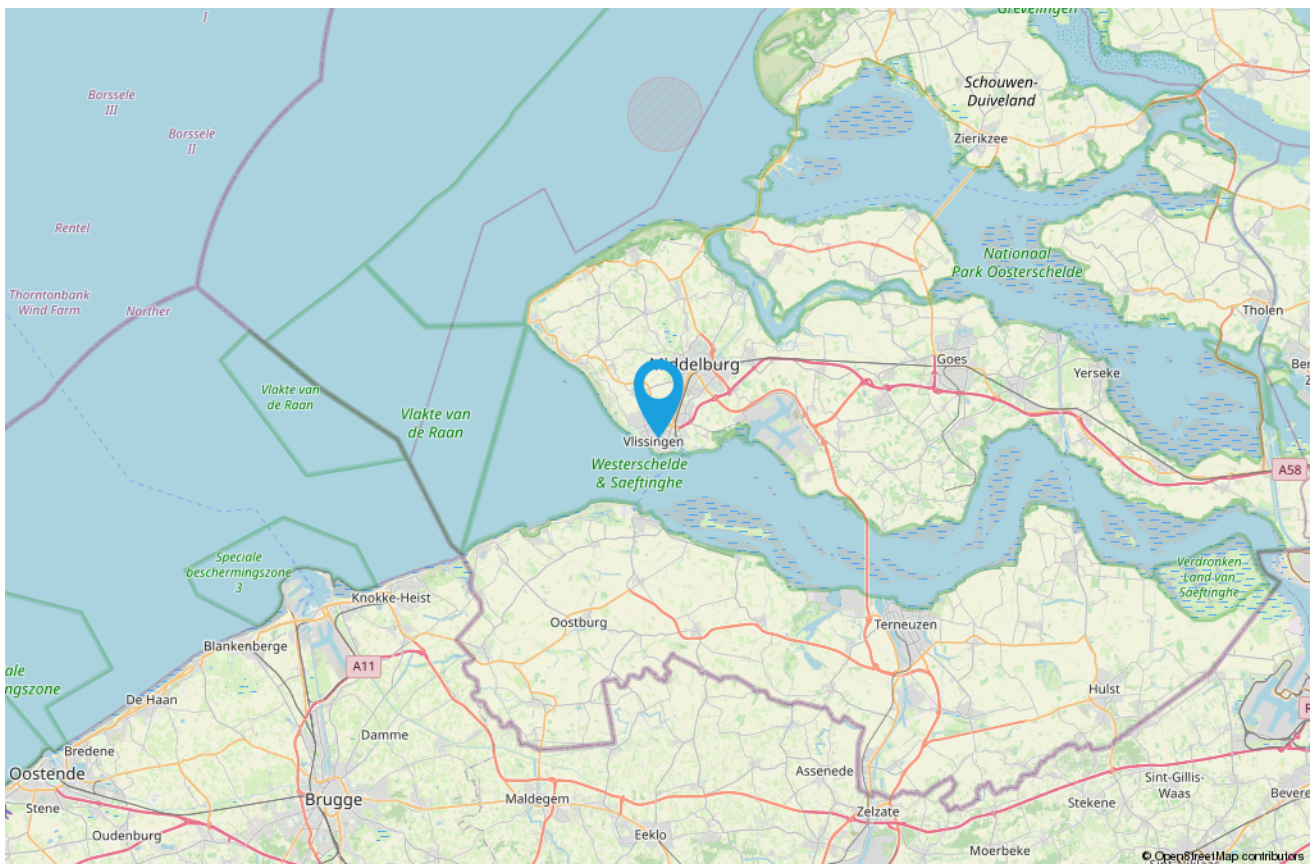 I
Grevelingen
Borssele
III
Borssele
II
Schouwen-
Duiveland
Zierikzee
Rentel
Nationaal
Park Oosterschelde
Thorntonbank
Wind Farm
Norther
Tholen
Middelburg
Goes
Yerseke
Vlakte van
de Raan
Vlakte van
de Raan
Vlissingen
Westerschelde
& Saeftinghe
A58
Speciale
beschermingszone
3
Verdronken
Land van
Saeftinghe
Knokke-Heist
Oostburg
Terneuzen
Blankenberge
A11
ale
ngszone
De Haan
Hulst
Damme
Bredene
Oostende
Assenede
Sint-Gillis-
Waas
Stene
Brugge
Maldegem
Zelzate
Stekene
Bevere
Oudenburg
Eeklo
Moerbeke
© OpenStreetMap contributors